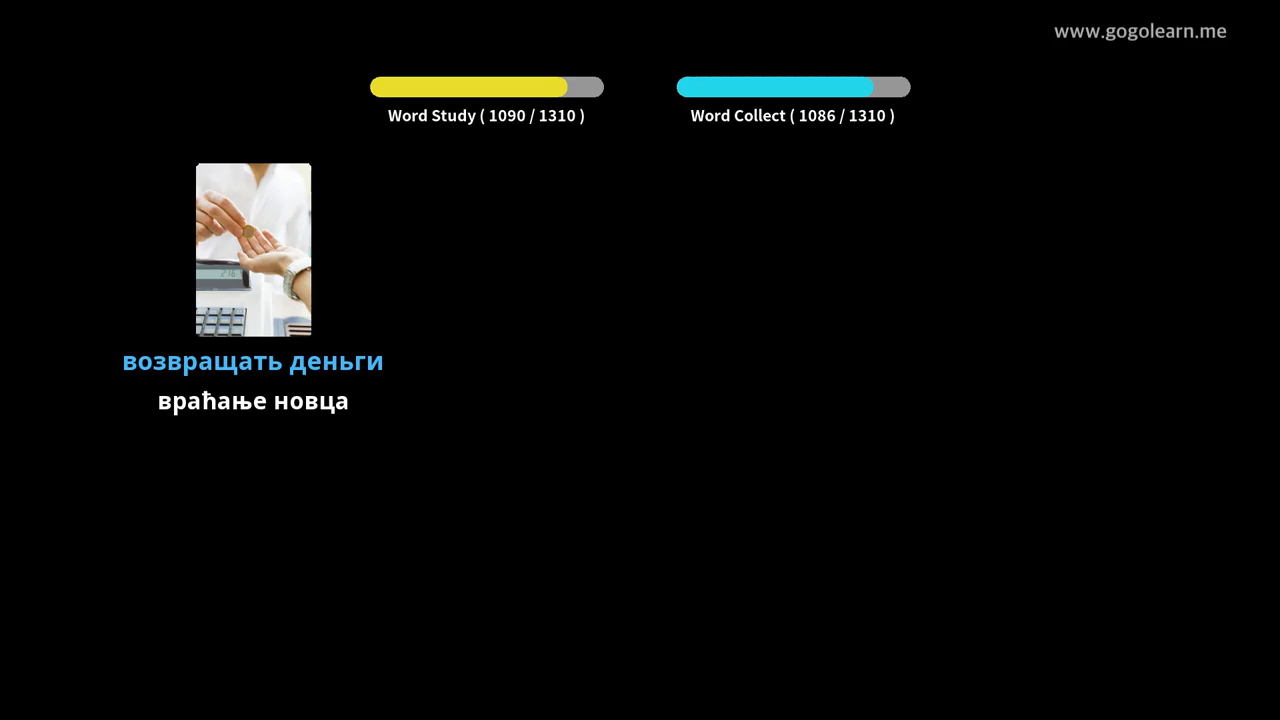 www.gogolearn.me
Word Study ( 1090 / 1310 )
Word Collect ( 1086 / 1310 )
возвращать деньги
враћање новца